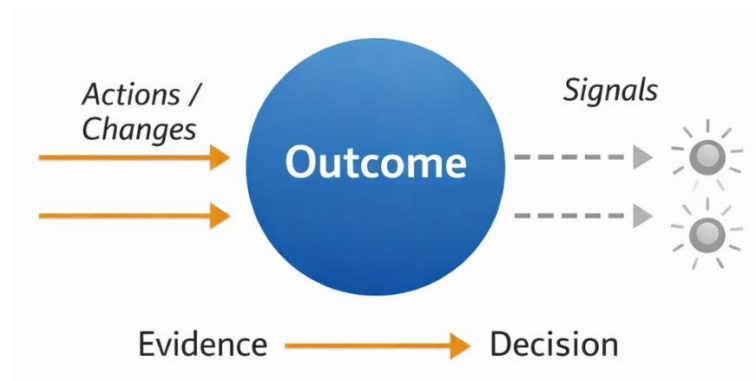 Actions /
Changes
Signals
Outcome
Evidence
Decision